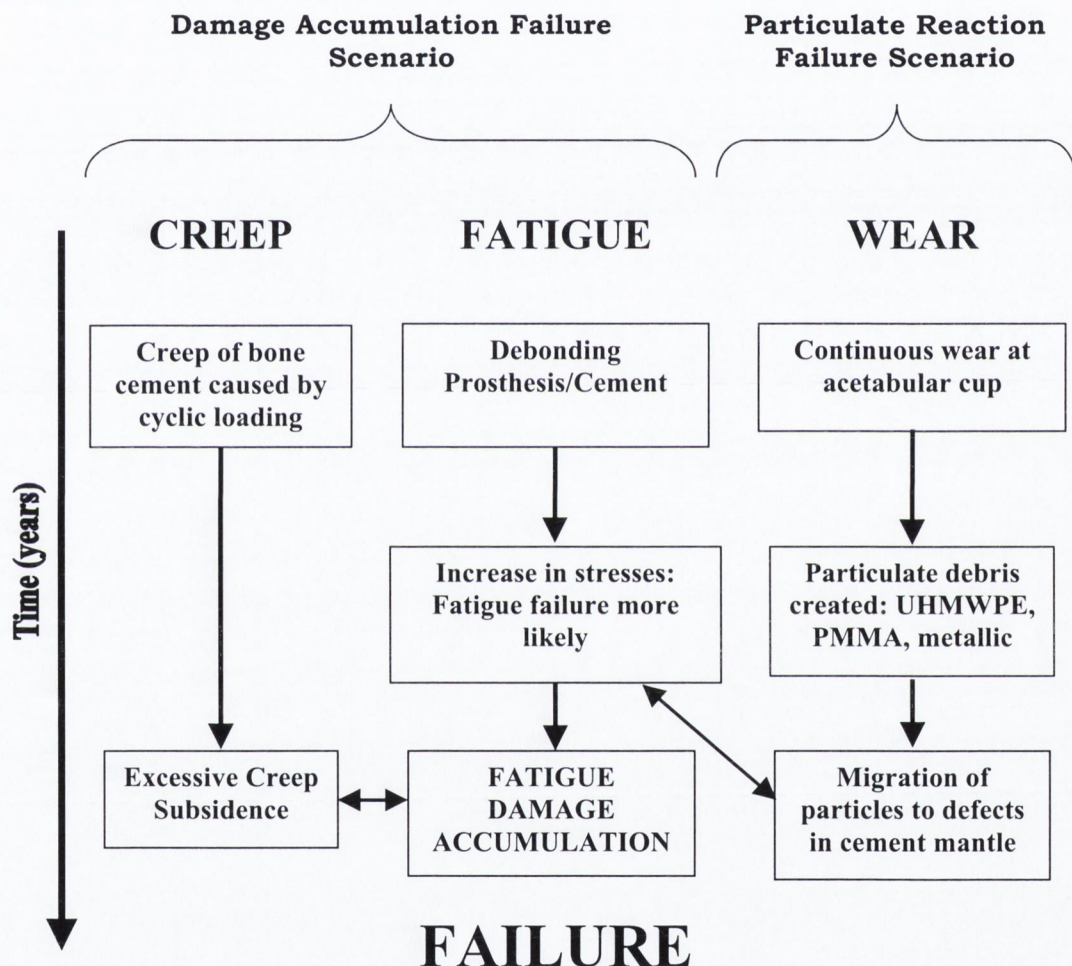 Damage Accumulation Failure
Scenario
Particulate Reaction
Failure Scenario
CREEP
FATIGUE
WEAR
Time (years)
Creep of bone
cement caused by
cyclic loading
Debonding
Prosthesis/Cement
Continuous wear at
acetabular cup
Increase in stresses:
Fatigue failure more
likely
Particulate debris
created: UHMWPE,
PMMA, metallic
Excessive Creep
Subsidence
FATIGUE
DAMAGE
ACCUMULATION
Migration of
particles to defects
in cement mantle
FAILURE